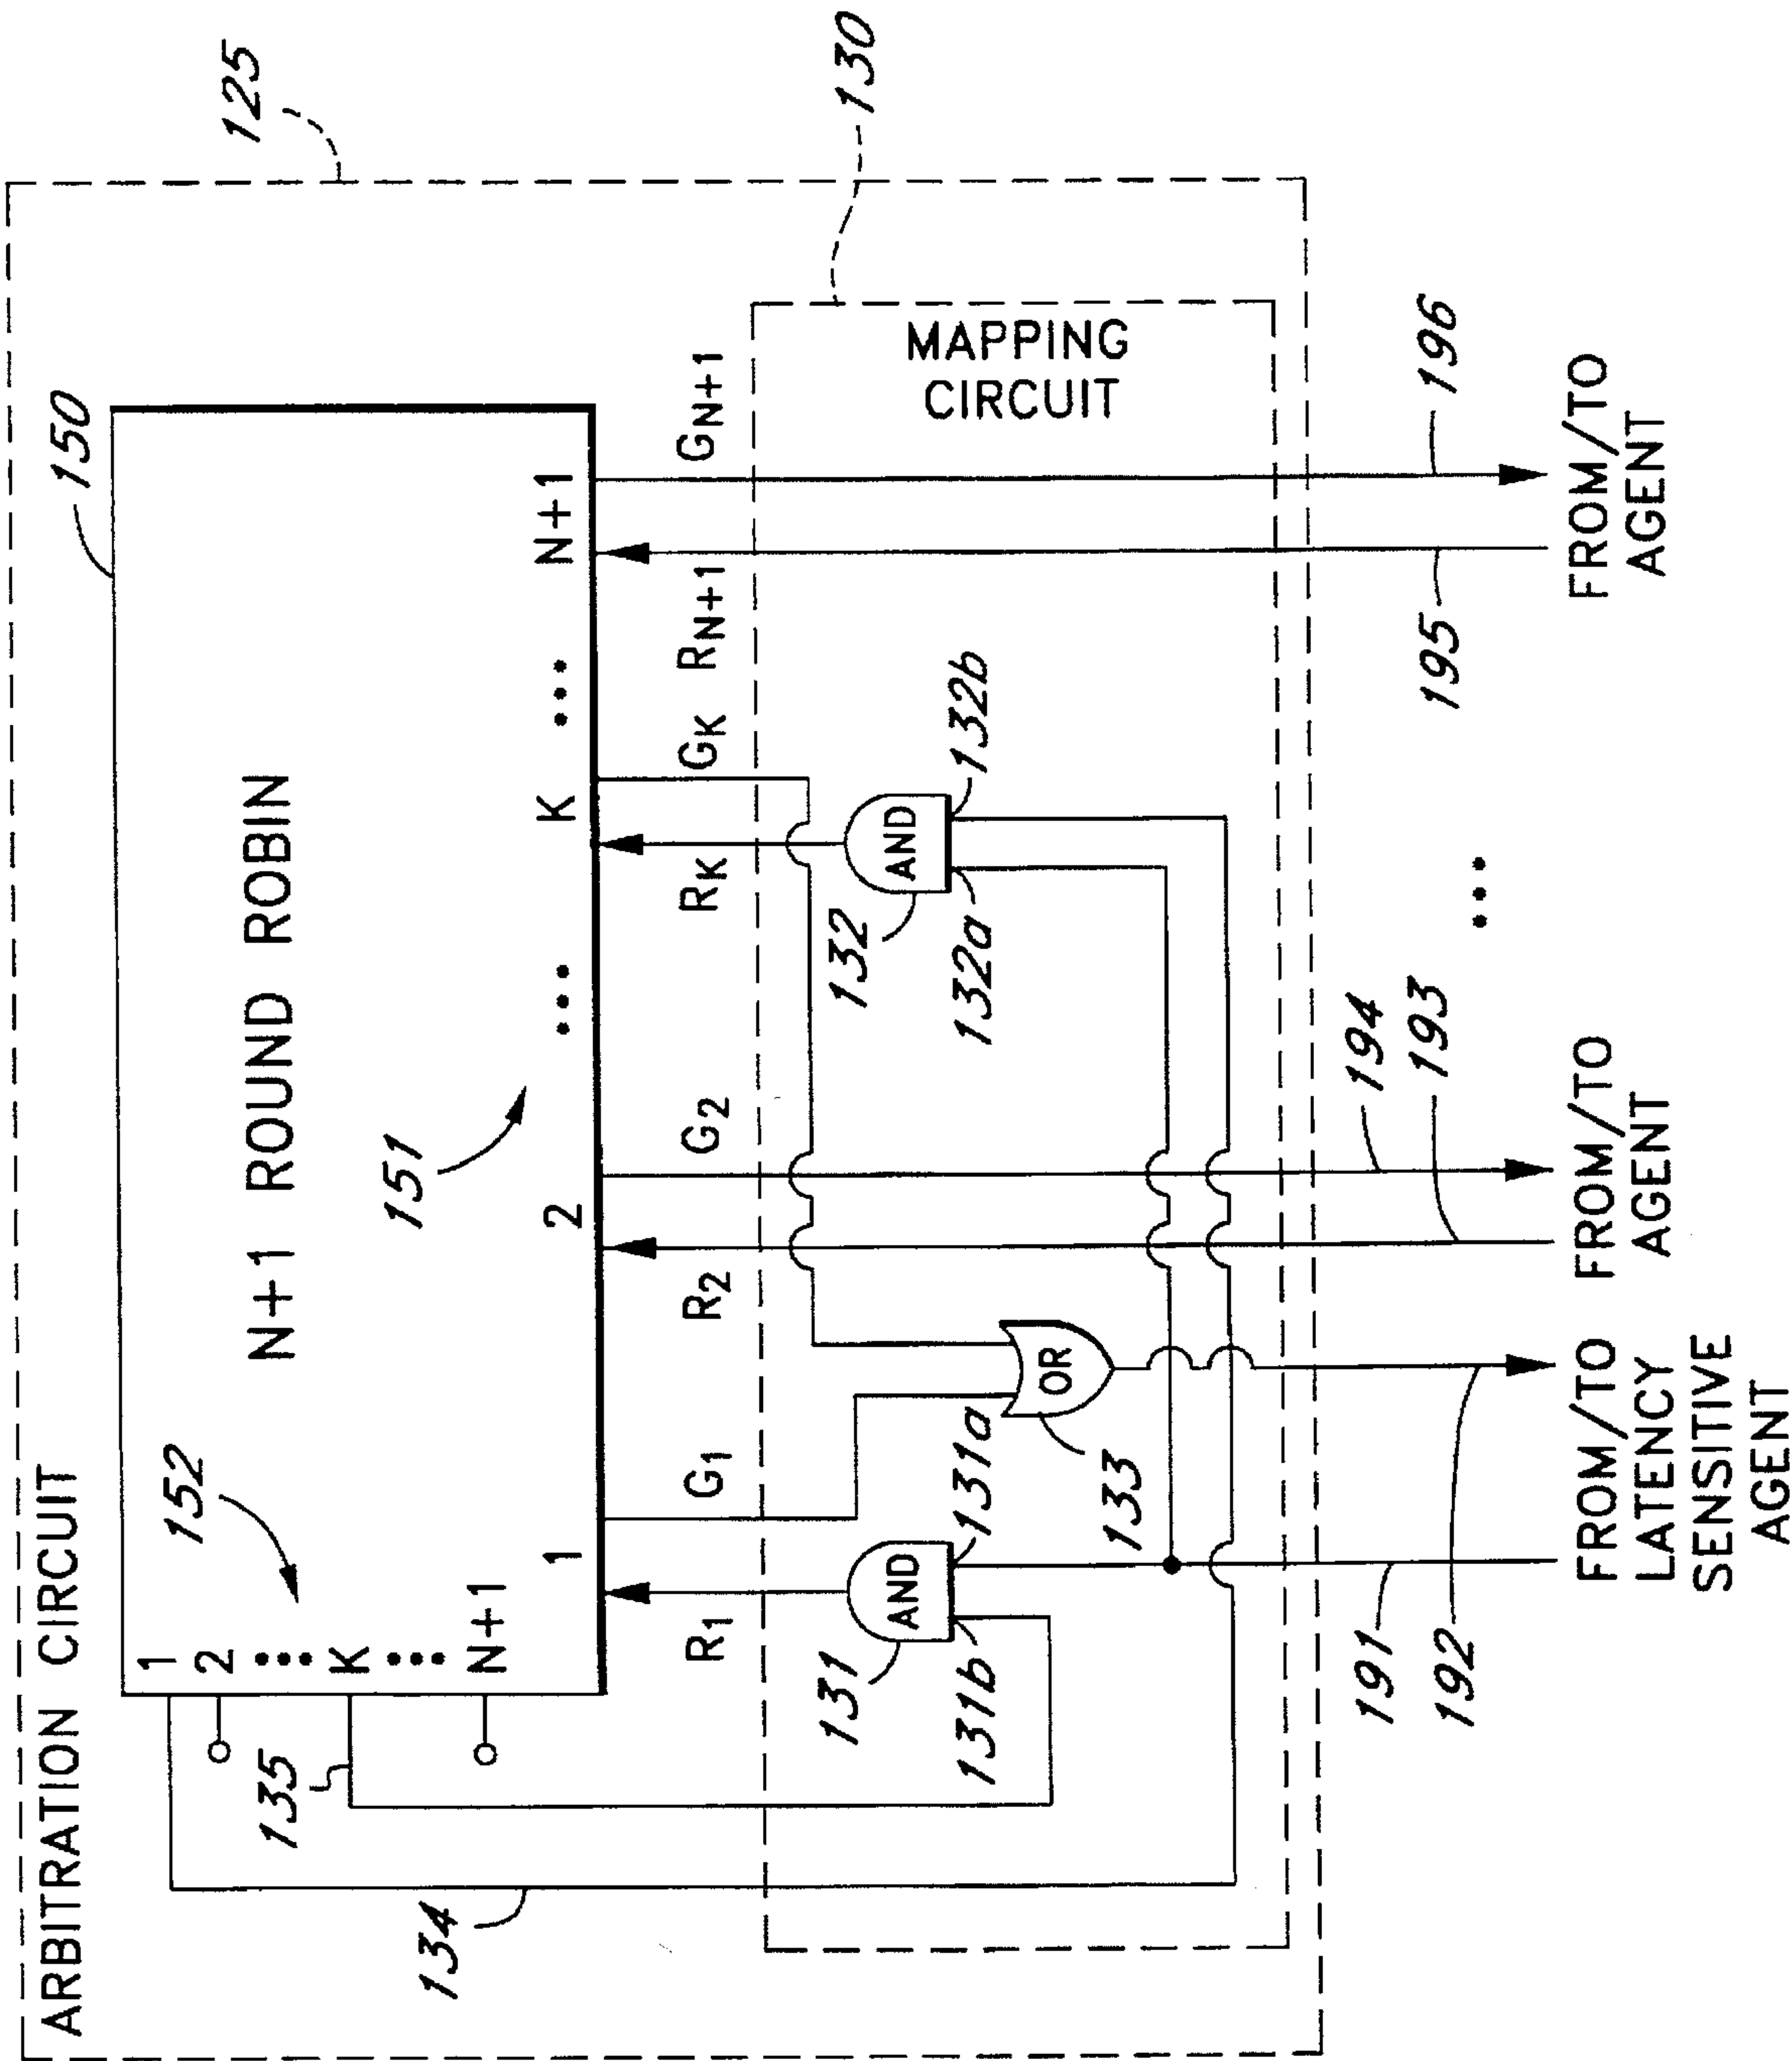 ARBITRATION CIRCUIT
125
150
N+1 ROUND ROBIN
152
151
1
2
K
N+1
1
2
K
N+1
135
134
R1
G1
R2
G2
RK
GK
RN+1
GN+1
130
MAPPING
CIRCUIT
AND
131
131a
131b
OR
133
AND
132
132a
132b
191
192
193
194
195
196
FROM/TO
LATENCY
SENSITIVE
AGENT
FROM/TO
AGENT
FROM/TO
AGENT